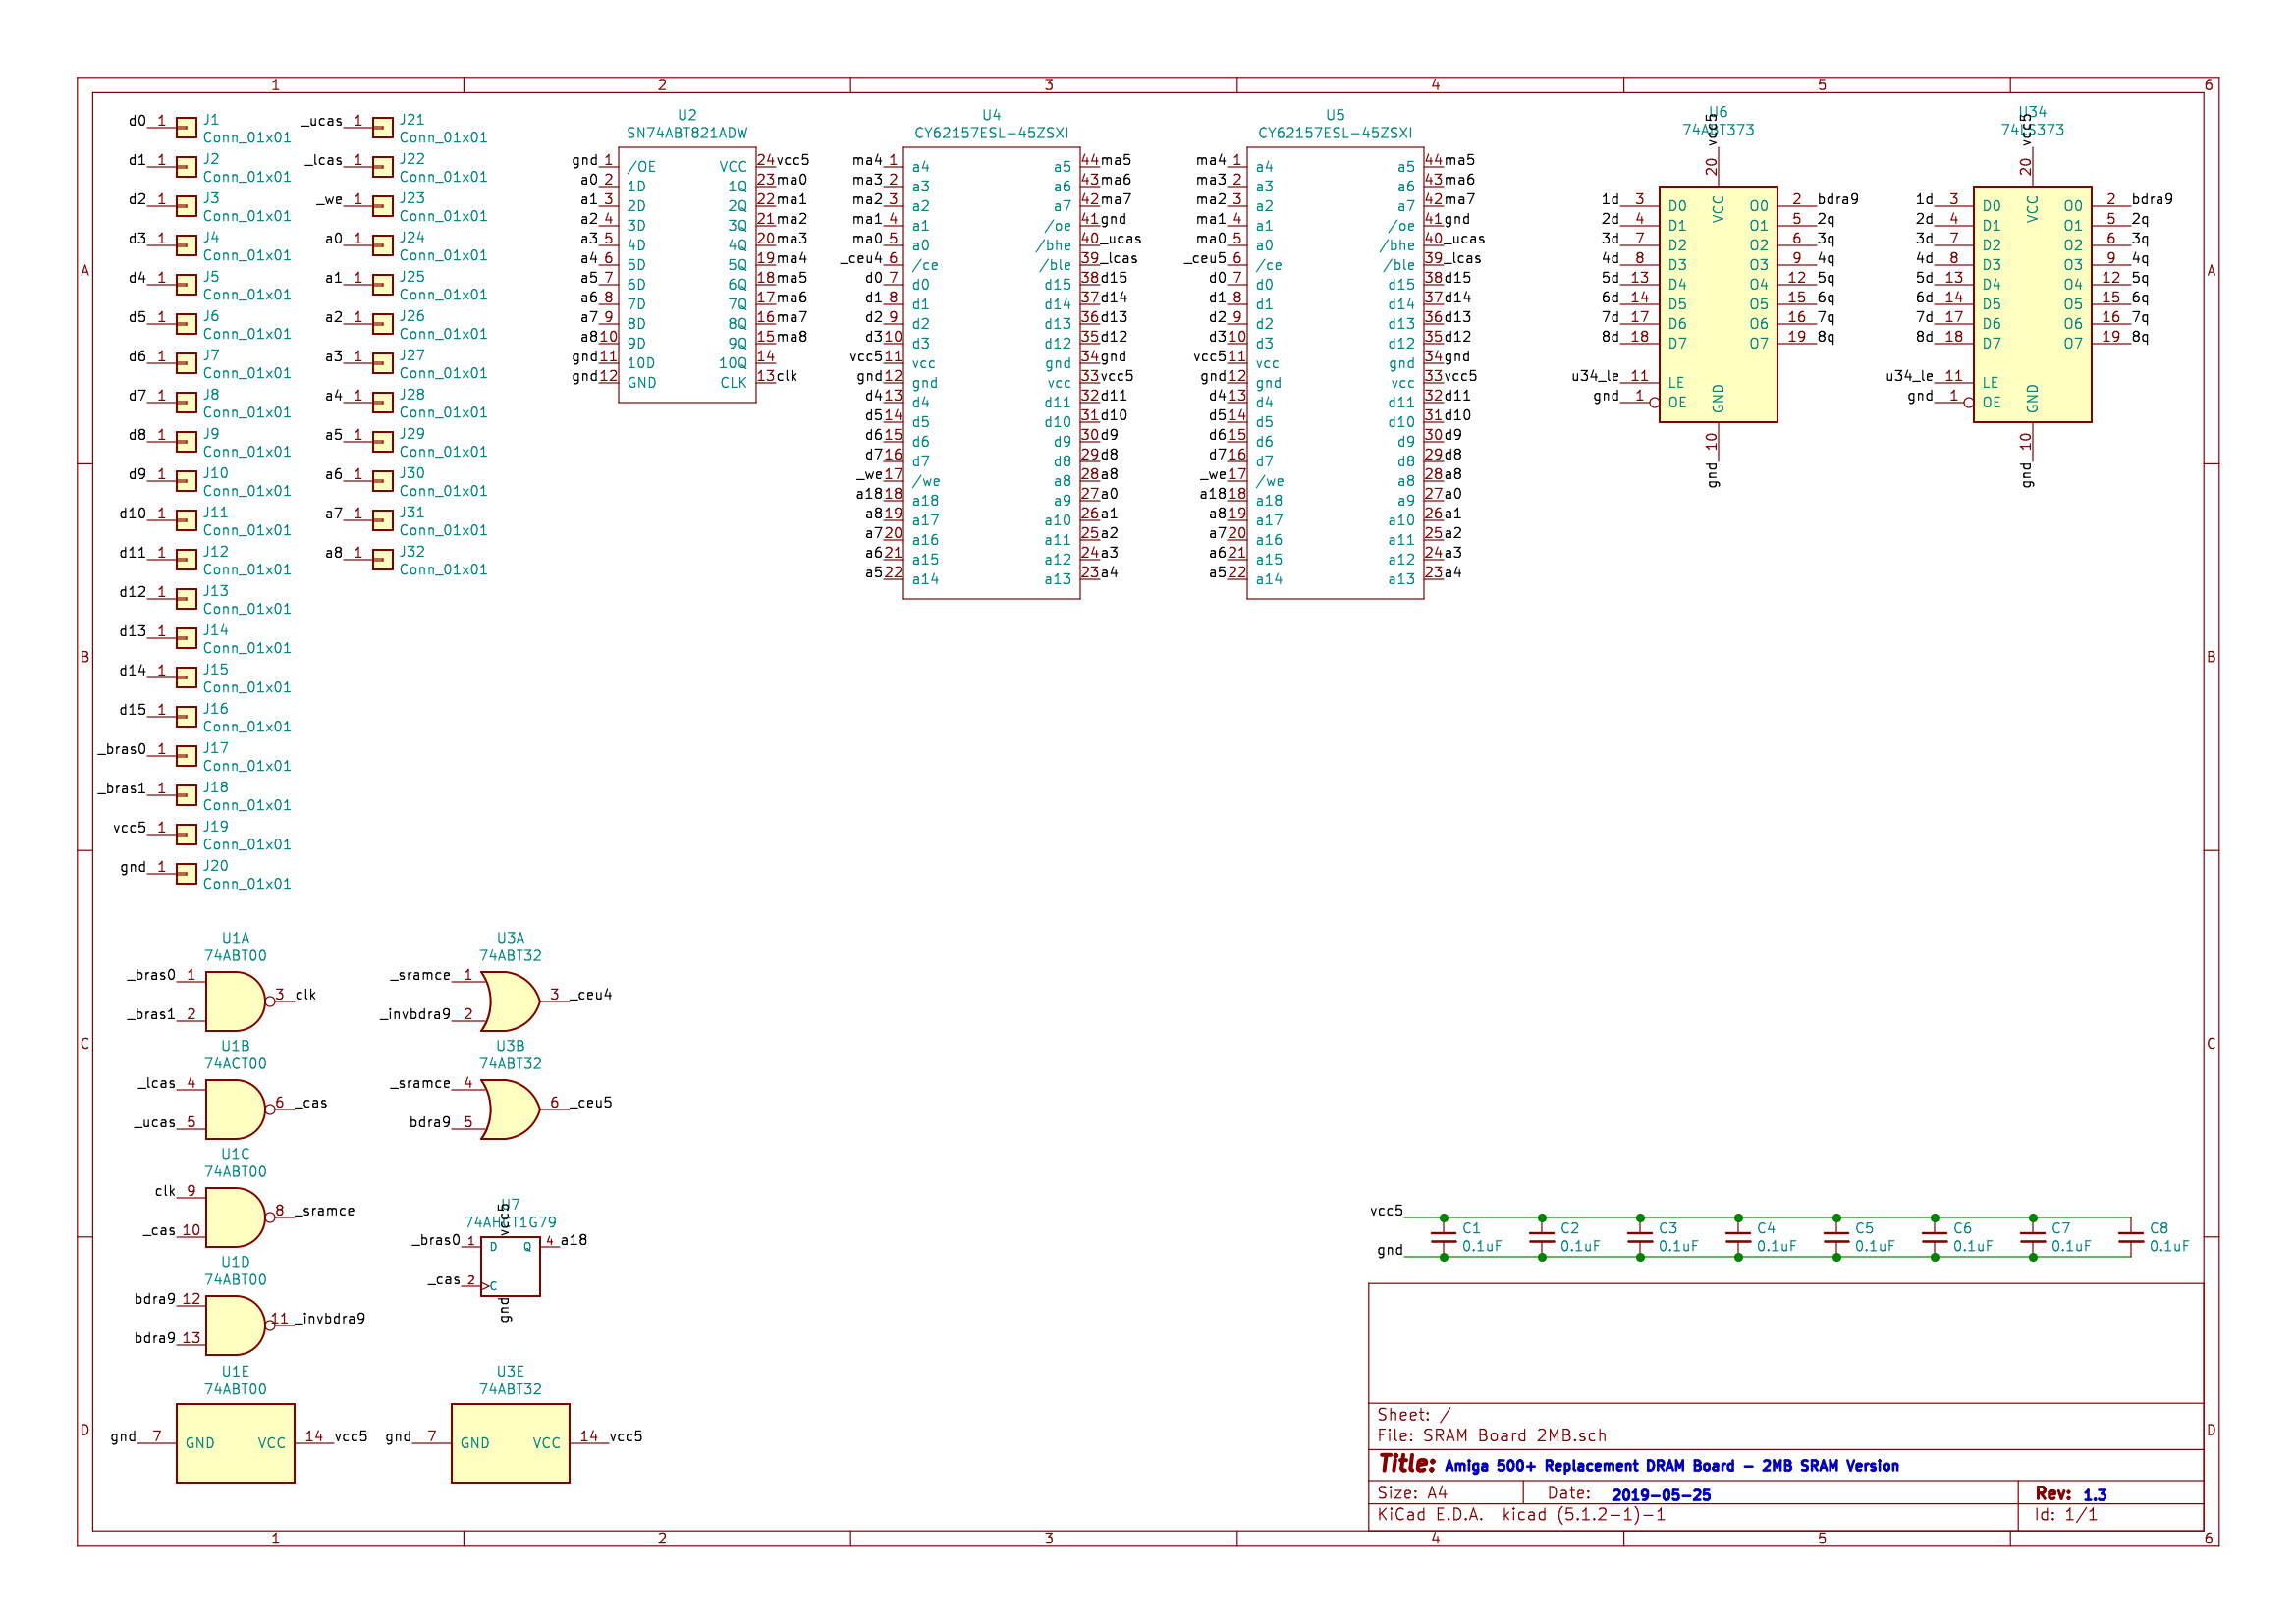 1 2 3 4 5 6
A
B
C
D
A
B
C
D
d0 1 J1
Conn_01x01
d1 1 J2
Conn_01x01
d2 1 J3
Conn_01x01
d3 1 J4
Conn_01x01
d4 1 J5
Conn_01x01
d5 1 J6
Conn_01x01
d6 1 J7
Conn_01x01
d7 1 J8
Conn_01x01
d8 1 J9
Conn_01x01
d9 1 J10
Conn_01x01
d10 1 J11
Conn_01x01
d11 1 J12
Conn_01x01
d12 1 J13
Conn_01x01
d13 1 J14
Conn_01x01
d14 1 J15
Conn_01x01
d15 1 J16
Conn_01x01
_bras0 1 J17
Conn_01x01
_bras1 1 J18
Conn_01x01
vcc5 1 J19
Conn_01x01
gnd 1 J20
Conn_01x01
_ucas 1 J21
Conn_01x01
_lcas 1 J22
Conn_01x01
_we 1 J23
Conn_01x01
a0 1 J24
Conn_01x01
a1 1 J25
Conn_01x01
a2 1 J26
Conn_01x01
a3 1 J27
Conn_01x01
a4 1 J28
Conn_01x01
a5 1 J29
Conn_01x01
a6 1 J30
Conn_01x01
a7 1 J31
Conn_01x01
a8 1 J32
Conn_01x01
U2
SN74ABT821ADW
gnd 1 /OE VCC 24 vcc5
a0 2 1D 1Q 23 ma0
a1 3 2D 2Q 22 ma1
a2 4 3D 3Q 21 ma2
a3 5 4D 4Q 20 ma3
a4 6 5D 5Q 19 ma4
a5 7 6D 6Q 18 ma5
a6 8 7D 7Q 17 ma6
a7 9 8D 8Q 16 ma7
a8 10 9D 9Q 15 ma8
gnd 11 10D 10Q 14
gnd 12 GND CLK 13 clk
U4
CY62157ESL-45ZSXI
ma4 1 a4 a5 44 ma5
ma3 2 a3 a6 43 ma6
ma2 3 a2 a7 42 ma7
ma1 4 a1 /oe 41 gnd
ma0 5 a0 /bhe 40 _ucas
_ceu4 6 /ce /ble 39 _lcas
d0 7 d0 d15 38 d15
d1 8 d1 d14 37 d14
d2 9 d2 d13 36 d13
d3 10 d3 d12 35 d12
vcc5 11 vcc gnd 34 gnd
gnd 12 gnd vcc 33 vcc5
d4 13 d4 d11 32 d11
d5 14 d5 d10 31 d10
d6 15 d6 d9 30 d9
d7 16 d7 d8 29 d8
_we 17 /we a8 28 a8
a18 18 a18 a9 27 a0
a8 19 a17 a10 26 a1
a7 20 a16 a11 25 a2
a6 21 a15 a12 24 a3
a5 22 a14 a13 23 a4
U5
CY62157ESL-45ZSXI
ma4 1 a4 a5 44 ma5
ma3 2 a3 a6 43 ma6
ma2 3 a2 a7 42 ma7
ma1 4 a1 /oe 41 gnd
ma0 5 a0 /bhe 40 _ucas
_ceu5 6 /ce /ble 39 _lcas
d0 7 d0 d15 38 d15
d1 8 d1 d14 37 d14
d2 9 d2 d13 36 d13
d3 10 d3 d12 35 d12
vcc5 11 vcc gnd 34 gnd
gnd 12 gnd vcc 33 vcc5
d4 13 d4 d11 32 d11
d5 14 d5 d10 31 d10
d6 15 d6 d9 30 d9
d7 16 d7 d8 29 d8
_we 17 /we a8 28 a8
a18 18 a18 a9 27 a0
a8 19 a17 a10 26 a1
a7 20 a16 a11 25 a2
a6 21 a15 a12 24 a3
a5 22 a14 a13 23 a4
U6
74ABT373
vcc5
20
VCC
1d 3 D0 O0 2 bdra9
2d 4 D1 O1 5 2q
3d 7 D2 O2 6 3q
4d 8 D3 O3 9 4q
5d 13 D4 O4 12 5q
6d 14 D5 O5 15 6q
7d 17 D6 O6 16 7q
8d 18 D7 O7 19 8q
u34_le 11 LE
gnd 1 OE
GND
10
gnd
U34
vcc5
20
VCC
1d 3 D0 O0 2 bdra9
2d 4 D1 O1 5 2q
3d 7 D2 O2 6 3q
4d 8 D3 O3 9 4q
5d 13 D4 O4 12 5q
6d 14 D5 O5 15 6q
7d 17 D6 O6 16 7q
8d 18 D7 O7 19 8q
u34_le 11 LE
gnd 1 OE
GND
10
gnd
U1A
74ABT00
_bras0 1
3 clk
_bras1 2
U1B
74ACT00
_lcas 4
6 _cas
_ucas 5
U1C
74ABT00
clk 9
8 _sramce
_cas 10
U1D
74ABT00
bdra9 12
11 _invbdra9
bdra9 13
U1E
74ABT00
gnd 7 GND VCC 14 vcc5
U3A
74ABT32
_sramce 1
3 _ceu4
_invbdra9 2
U3B
74ABT32
_sramce 4
6 _ceu5
bdra9 5
U7
74AHCT1G79
vcc5
_bras0 1 D Q 4 a18
_cas 2 C
gnd
U3E
74ABT32
gnd 7 GND VCC 14 vcc5
vcc5
gnd
C1
0.1uF
C2
0.1uF
C3
0.1uF
C4
0.1uF
C5
0.1uF
C6
0.1uF
C7
0.1uF
C8
0.1uF
Sheet: /
File: SRAM Board 2MB.sch
Title: Amiga 500+ Replacement DRAM Board - 2MB SRAM Version
Size: A4 Date: 2019-05-25 Rev: 1.3
KiCad E.D.A. kicad (5.1.2-1)-1 Id: 1/1
1 2 3 4 5 6